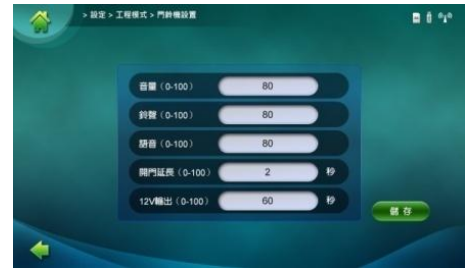 > 設定 > 工程模式 > 門鈴機設置
音量（0-100） 80
鈴聲（0-100） 80
語音（0-100） 80
開門延長（0-100） 2 秒
12V輸出（0-100） 60 秒
儲存